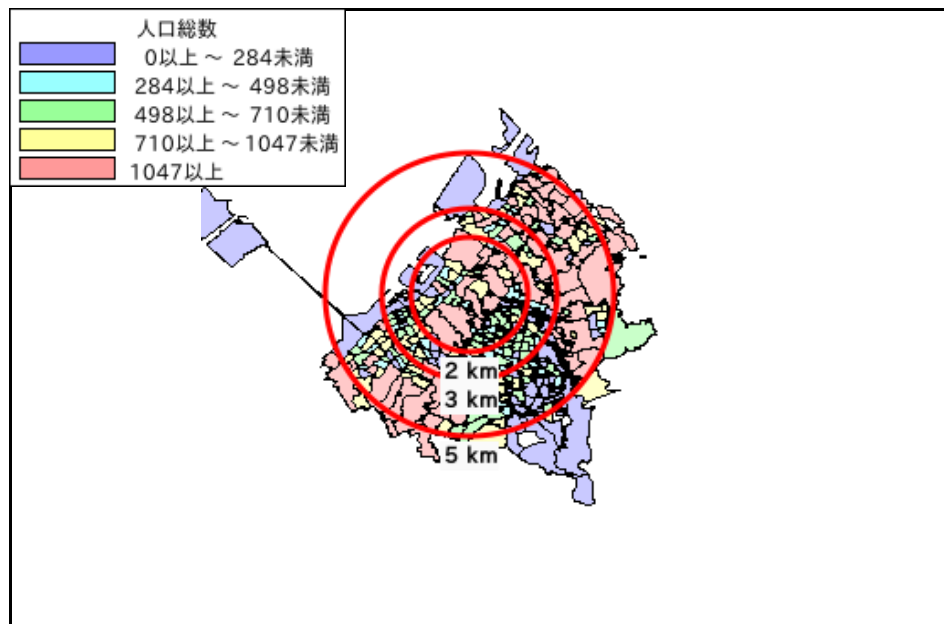 人口総数
0以上 ～ 284未満
284以上 ～ 498未満
498以上 ～ 710未満
710以上 ～ 1047未満
1047以上
2 km
3 km
5 km